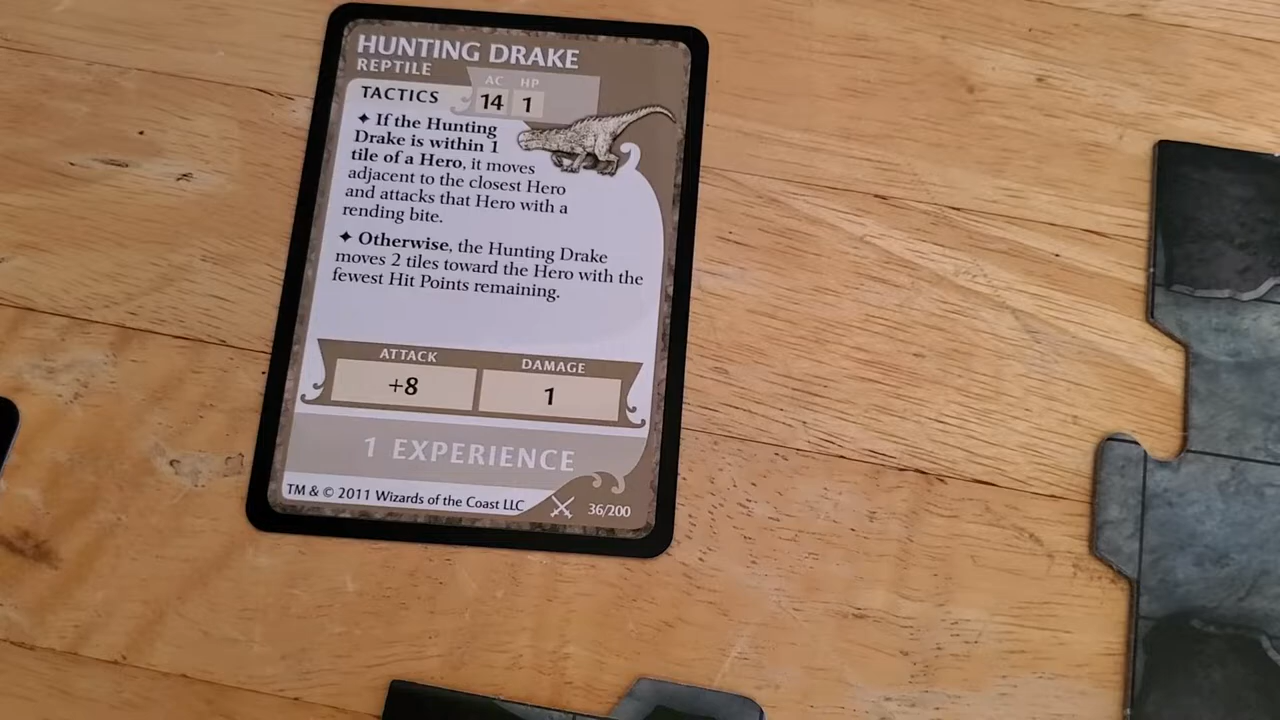 HUNTING DRAKE
REPTILE
AC HP
TACTICS 14 1
✦ If the Hunting
Drake is within 1
tile of a Hero, it moves
adjacent to the closest Hero
and attacks that Hero with a
rending bite.
✦ Otherwise, the Hunting Drake
moves 2 tiles toward the Hero with the
fewest Hit Points remaining.
ATTACK DAMAGE
+8 1
1 EXPERIENCE
TM & © 2011 Wizards of the Coast LLC 36/200